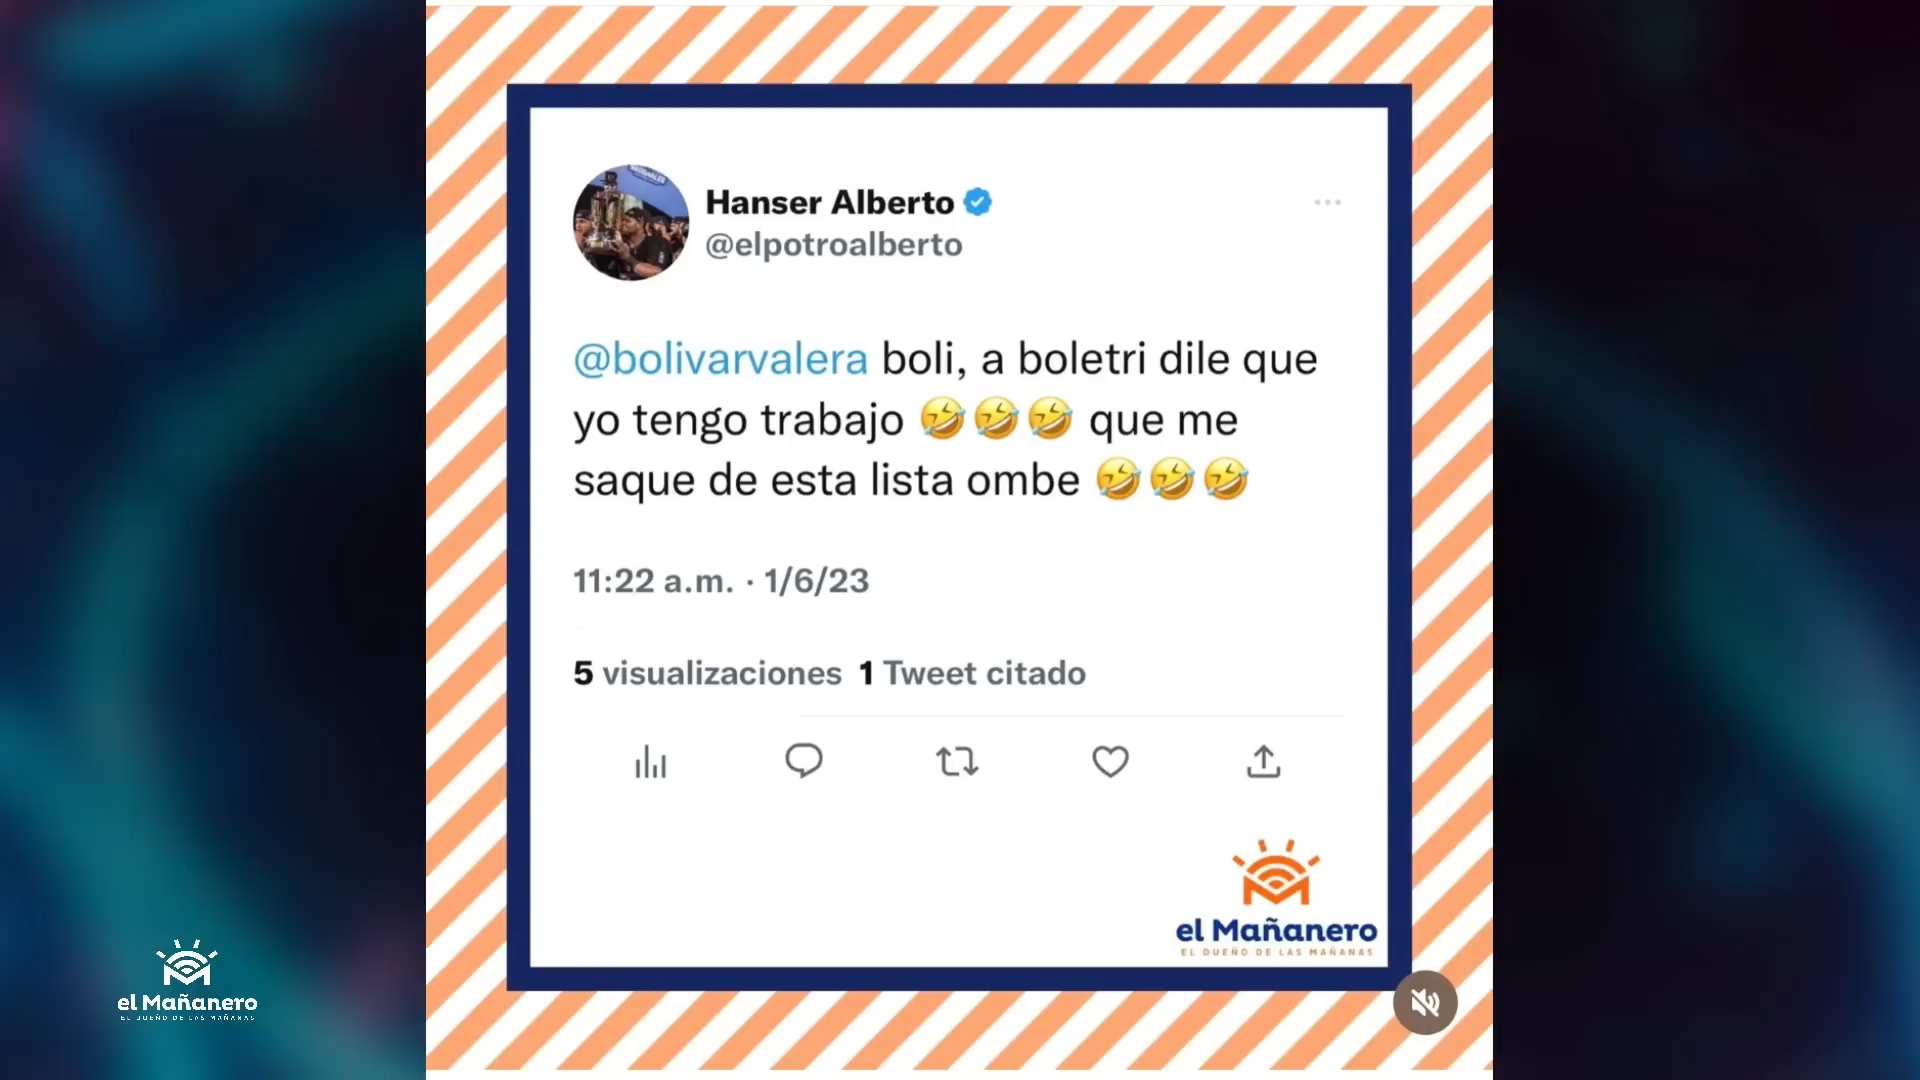 Hanser Alberto
@elpotroalberto
@bolivarvalera boli, a boletri dile que
yo tengo trabajo 🤣🤣🤣 que me
saque de esta lista ombe 🤣🤣🤣
11:22 a.m. · 1/6/23
5 visualizaciones 1 Tweet citado
el Mañanero
EL DUEÑO DE LAS MAÑANAS
el Mañanero
EL DUEÑO DE LAS MAÑANAS